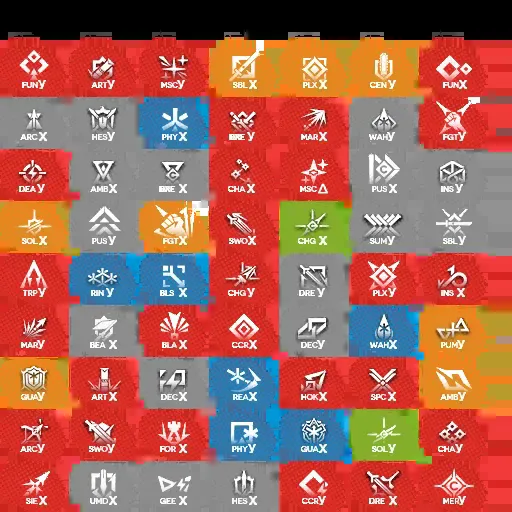 FUNy ARTy MSCy SBLX PLXX CENy FUNX
ARCX HESy PHYX BREy MARX WAHy FGTy
DEAy AMBX BREX CHAX MSCΔ PUSX INSy
SOLX PUSy FGTX SWOX CHGX SUMy SBLy
TRPy RINy BLSX CHGy DREy PLXy INSX
MARy BEAX BLAX CCRX DECy WAHX PUMy
GUAy ARTX DECX REAX HOKX SPCX AMBy
ARCy SWOy FORX PHYy GUAX SOLy CHAy
SIEX UMDX GEEX HESX CCRy DREX MERy